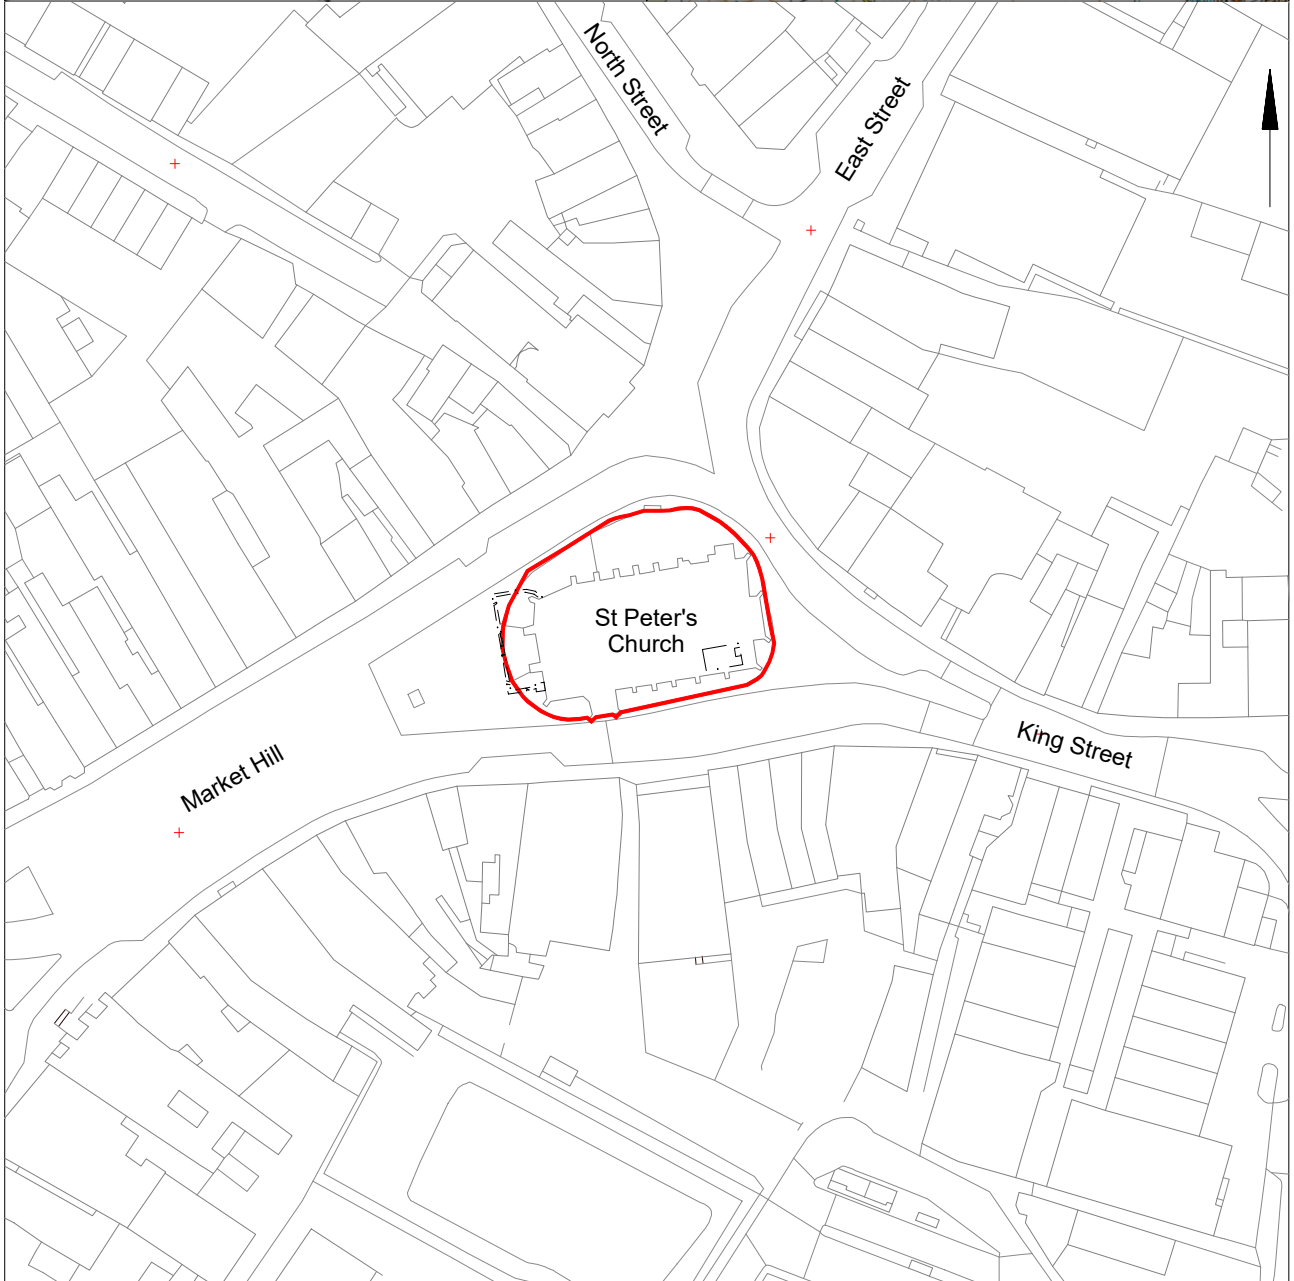 North Street
East Street
St Peter's
Church
King Street
Market Hill